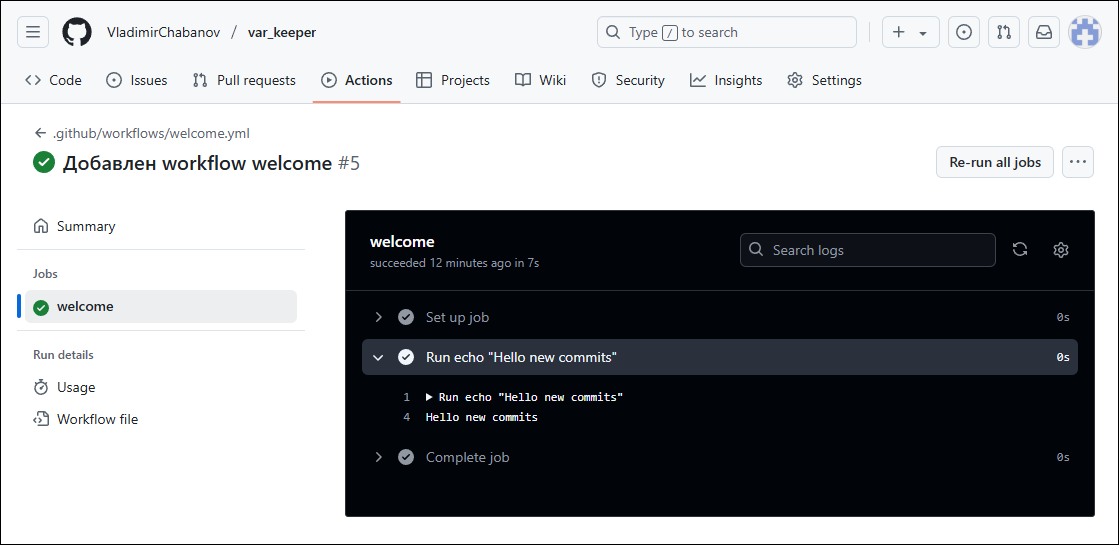 VladimirChabanov / var_keeper
Type / to search
Code Issues Pull requests Actions Projects Wiki Security Insights Settings
.github/workflows/welcome.yml
Добавлен workflow welcome #5
Re-run all jobs
Summary
Jobs
welcome
Run details
Usage
Workflow file
welcome
succeeded 12 minutes ago in 7s
Search logs
Set up job 0s
Run echo "Hello new commits" 0s
1 Run echo "Hello new commits"
4 Hello new commits
Complete job 0s